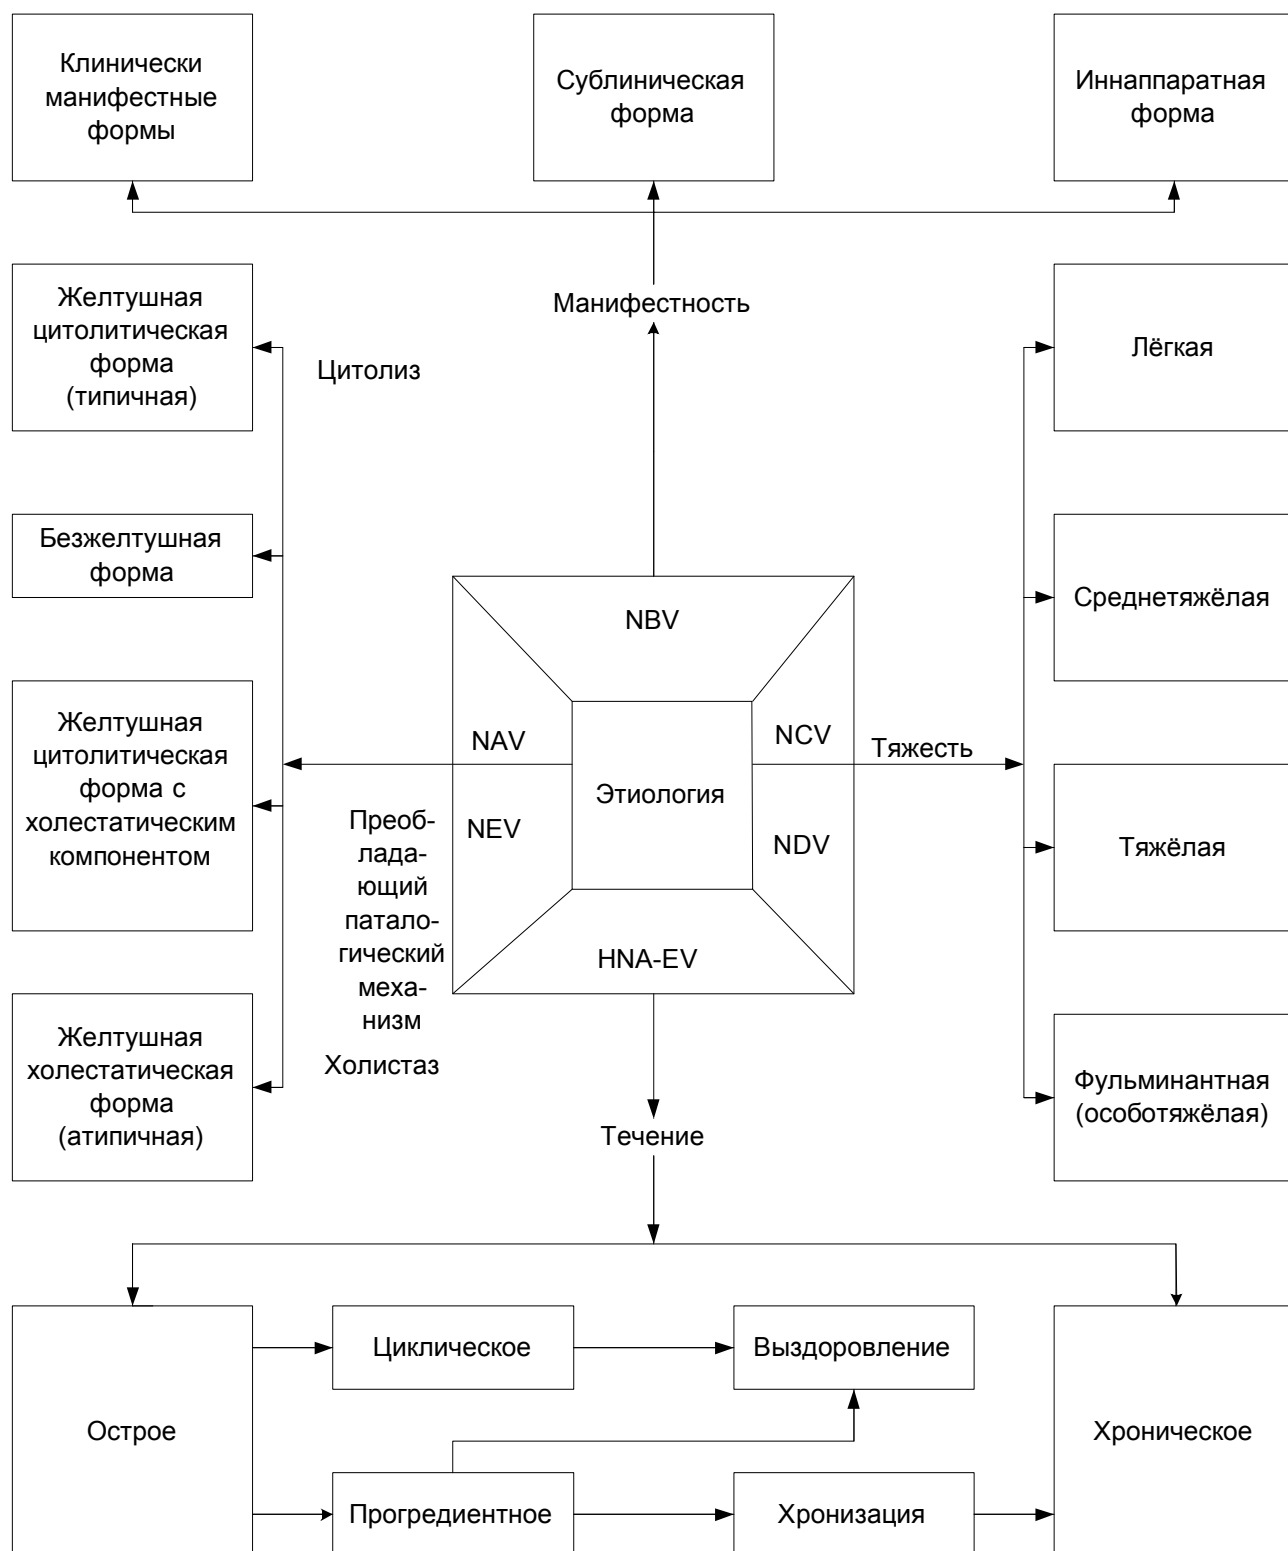 Клинически
манифестные
формы
Сублиническая
форма
Иннаппаратная
форма
Манифестность
Желтушная
цитолитическая
форма
(типичная)
Цитолиз
Лёгкая
Безжелтушная
форма
Среднетяжёлая
NBV
NAV
NCV
Тяжесть
Этиология
NEV
NDV
HNA-EV
Желтушная
цитолитическая
форма с
холестатическим
компонентом
Преоб-
лада-
ющий
паталo-
гический
меха-
низм
Тяжёлая
Холистаз
Желтушная
холестатическая
форма
(атипичная)
Фульминантная
(особотяжёлая)
Течение
Острое
Циклическое
Выздоровление
Хроническое
Прогредиентное
Хронизация